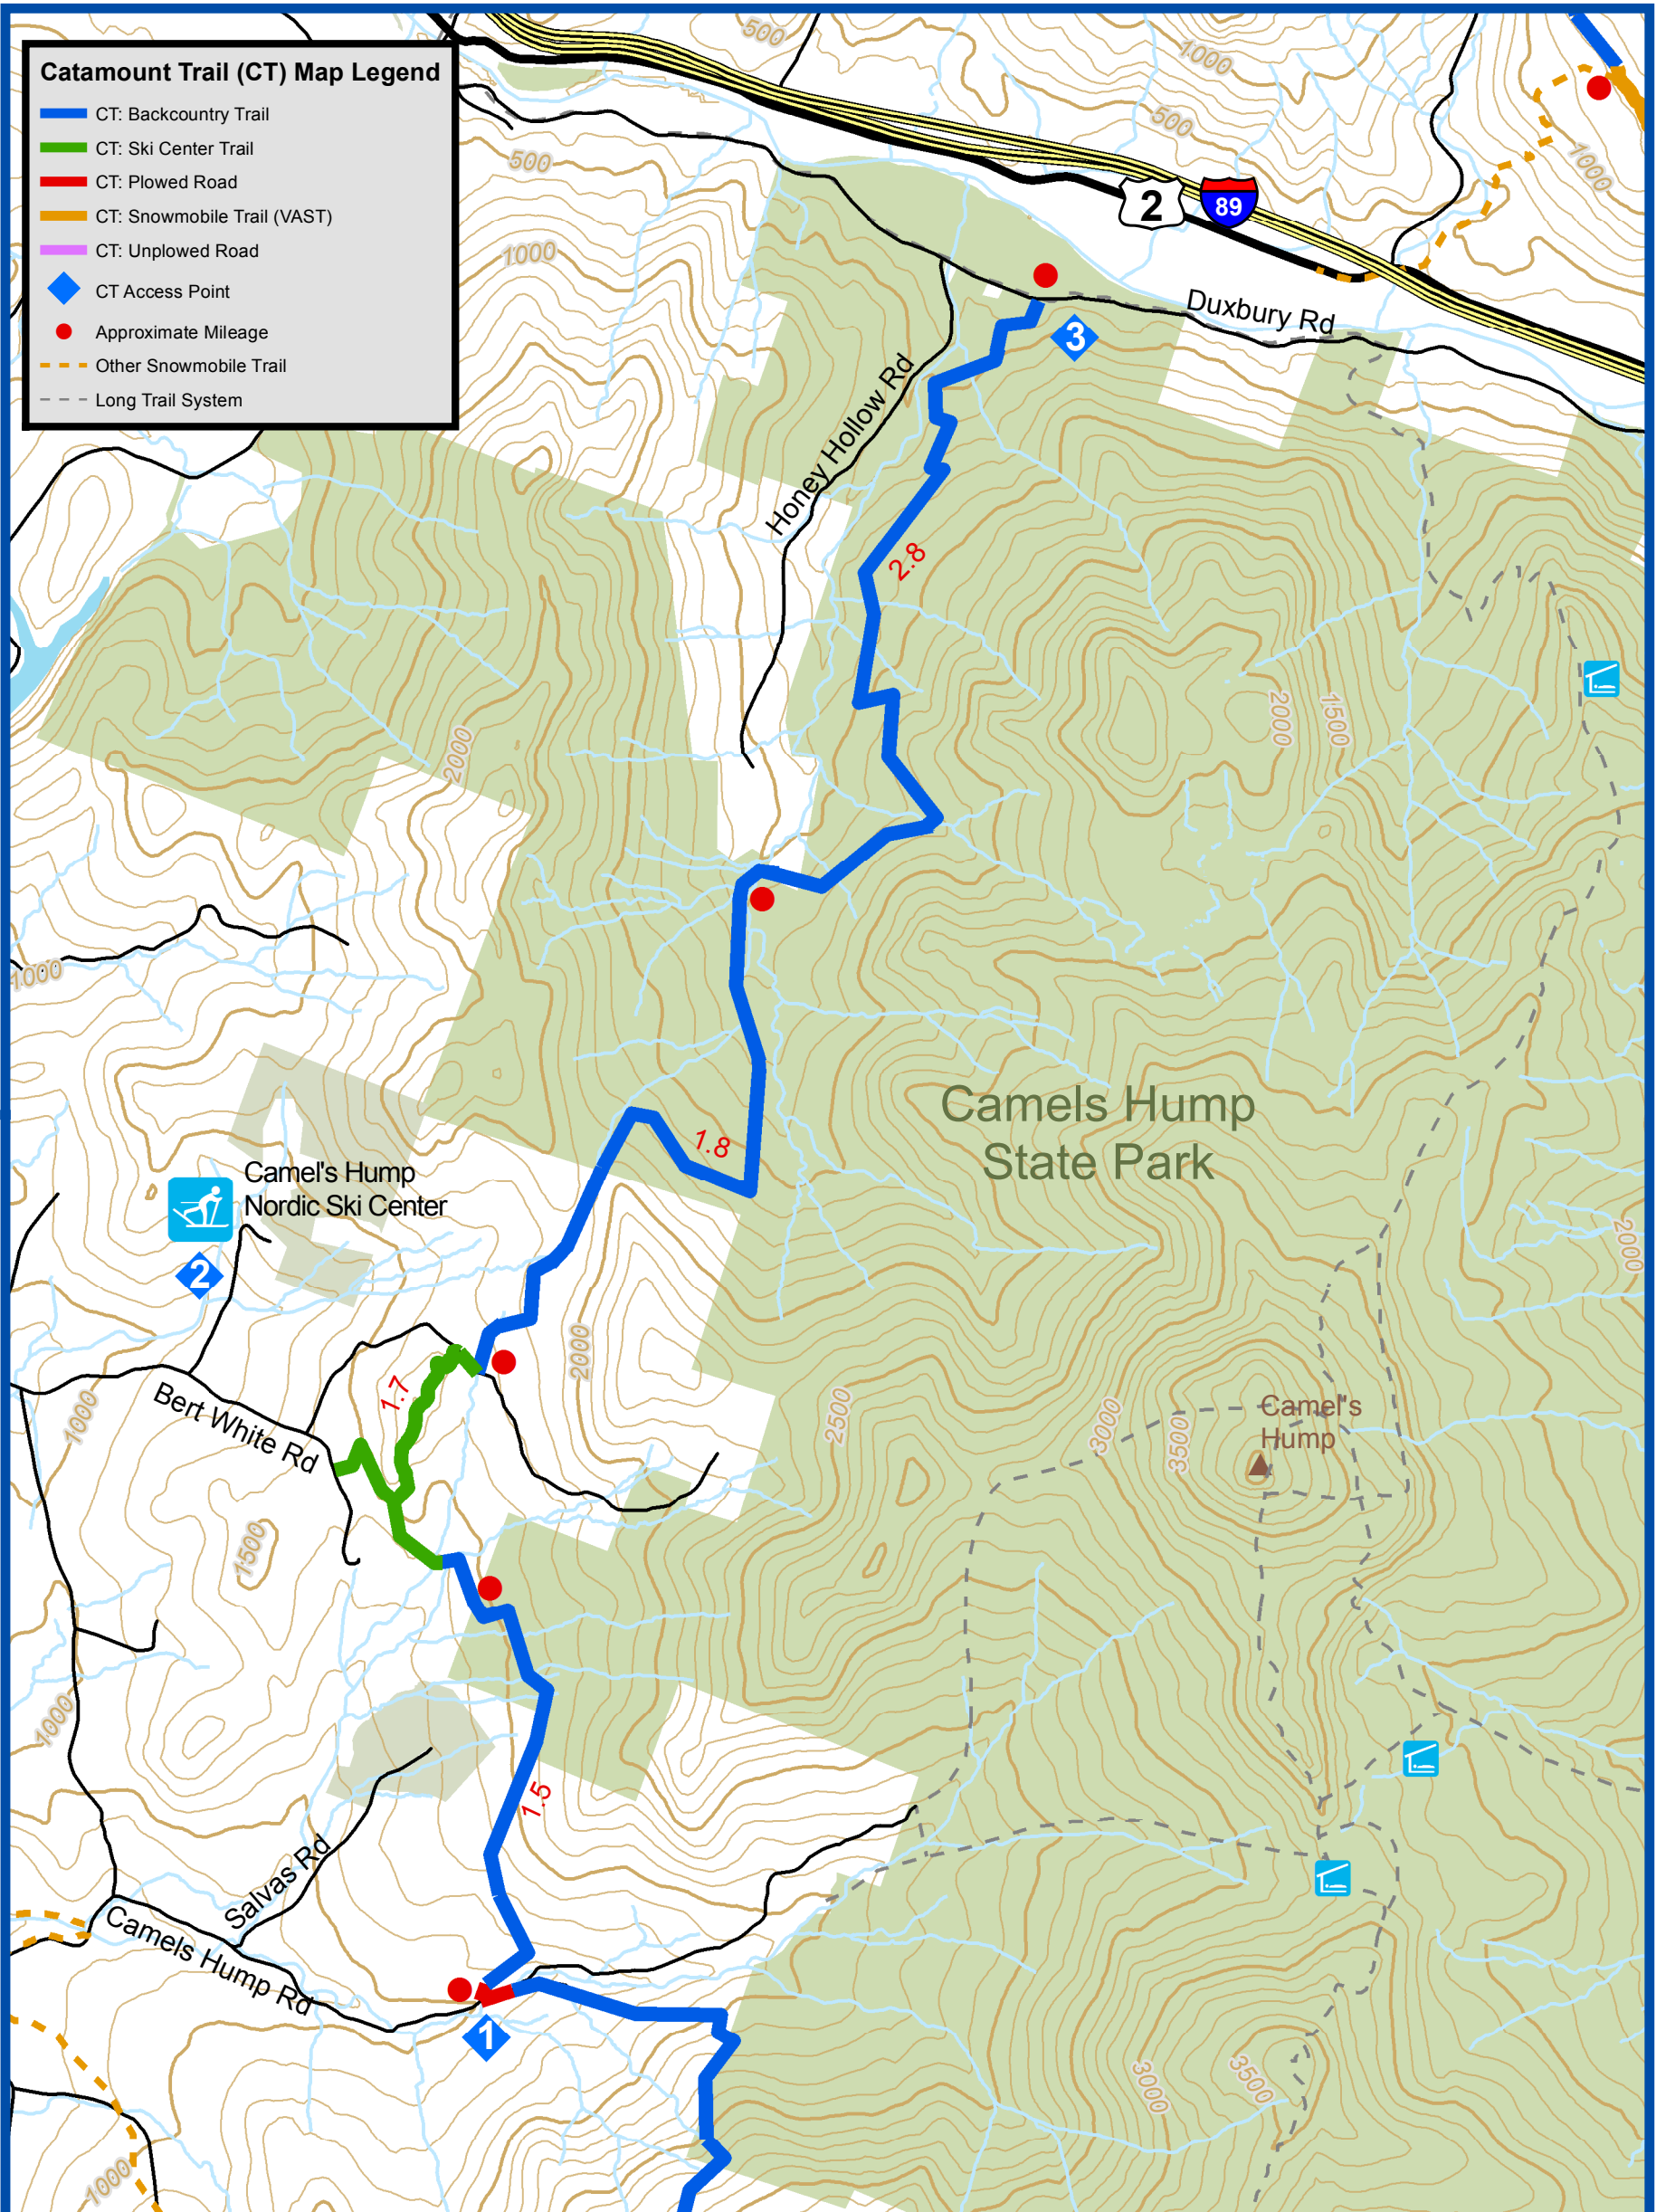 Catamount Trail (CT) Map Legend
CT: Backcountry Trail
CT: Ski Center Trail
CT: Plowed Road
CT: Snowmobile Trail (VAST)
CT: Unplowed Road
CT Access Point
Approximate Mileage
Other Snowmobile Trail
Long Trail System
500
1000
500
500
1000
1000
2
89
Duxbury Rd
3
Honey Hollow Rd
2.8
2000
1500
2000
1000
Camels Hump
State Park
1.8
Camel's Hump
Nordic Ski Center
2
2000
2000
1.7
Bert White Rd
1000
2500
3000
3500
Camel's
Hump
1500
1000
1.5
Salvas Rd
Camels Hump Rd
1
3000
3500
1000